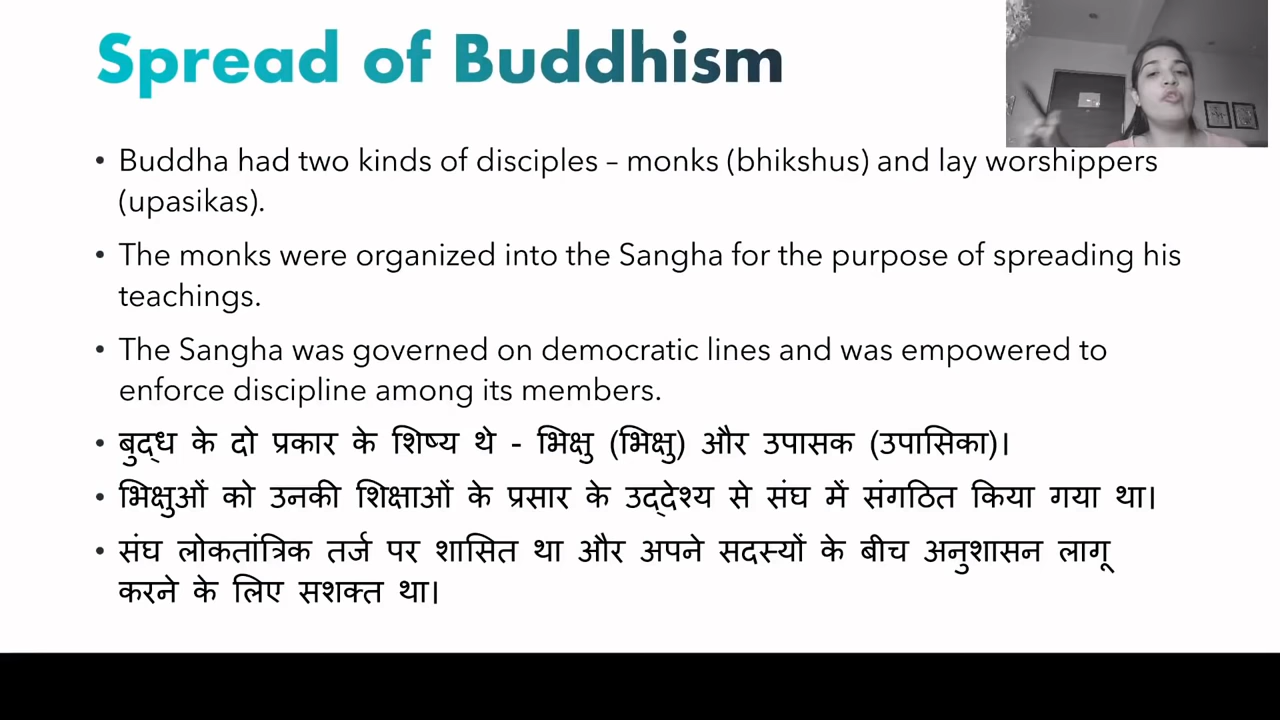 Spread of Buddhism
• Buddha had two kinds of disciples – monks (bhikshus) and lay worshippers
(upasikas).
• The monks were organized into the Sangha for the purpose of spreading his
teachings.
• The Sangha was governed on democratic lines and was empowered to
enforce discipline among its members.
• बुद्ध के दो प्रकार के शिष्य थे - भिक्षु (भिक्षु) और उपासक (उपासिका)।
• भिक्षुओं को उनकी शिक्षाओं के प्रसार के उद्देश्य से संघ में संगठित किया गया था।
• संघ लोकतांत्रिक तर्ज पर शासित था और अपने सदस्यों के बीच अनुशासन लागू
करने के लिए सशक्त था।